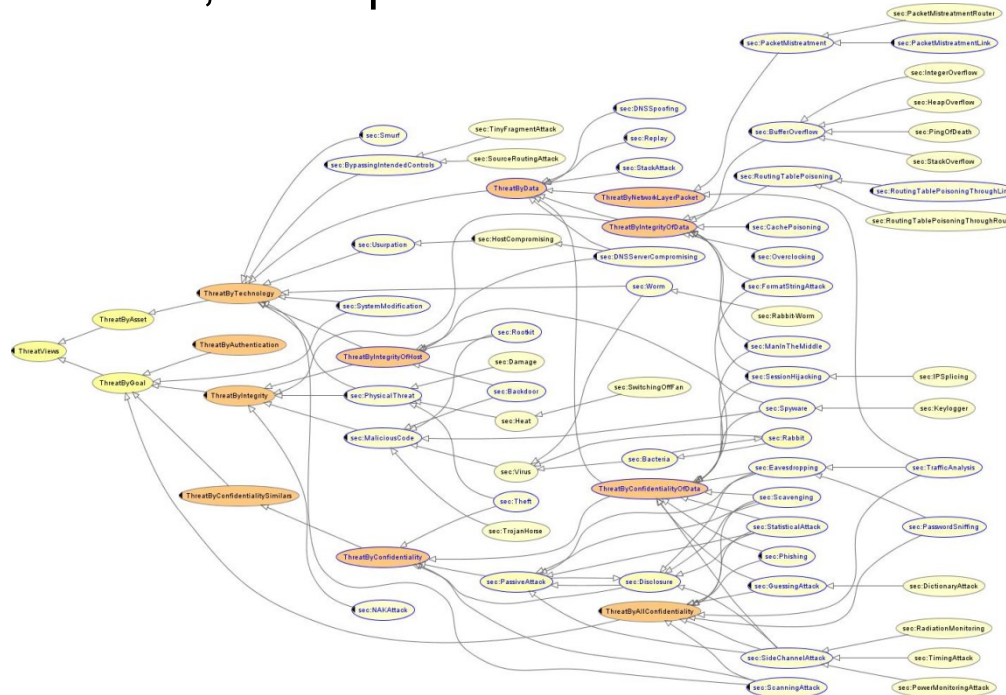 sec:PacketMistreatmentRouter
sec:PacketMistreatment
sec:PacketMistreatmentLink
sec:IntegerOverflow
sec:HeapOverflow
sec:DNSSpoofing
sec:TinyFragmentAttack
sec:Smurf
sec:BufferOverflow
sec:PingOfDeath
sec:Replay
sec:BypassingIntendedControls
sec:SourceRoutingAttack
sec:StackOverflow
sec:StackAttack
sec:RoutingTablePoisoning
ThreatByData
sec:RoutingTablePoisoningThroughLin
ThreatByNetworkLayerPacket
sec:RoutingTablePoisoningThroughRou
ThreatByIntegrityOfData
sec:CachePoisoning
sec:Usurpation
sec:HostCompromising
sec:DNSServerCompromising
sec:Overclocking
sec:Worm
sec:FormatStringAttack
ThreatByTechnology
sec:SystemModification
sec:Rabbit-Worm
ThreatByAsset
sec:Rootkit
ThreatByAuthentication
sec:ManInTheMiddle
ThreatViews
ThreatByIntegrityOfHost
sec:Damage
sec:SessionHijacking
sec:IPSplicing
ThreatByGoal
sec:SwitchingOffFan
sec:Backdoor
ThreatByIntegrity
sec:PhysicalThreat
sec:Spyware
sec:Keylogger
sec:Heat
sec:MaliciousCode
sec:Rabbit
sec:Bacteria
sec:Virus
sec:Eavesdropping
sec:TrafficAnalysis
ThreatByConfidentialityOfData
ThreatByConfidentialitySimilars
sec:Theft
sec:Scavenging
sec:TrojanHorse
sec:StatisticalAttack
sec:PasswordSniffing
ThreatByConfidentiality
sec:Phishing
sec:PassiveAttack
sec:Disclosure
sec:GuessingAttack
sec:DictionaryAttack
sec:NAKAttack
ThreatByAllConfidentiality
sec:RadiationMonitoring
sec:SideChannelAttack
sec:TimingAttack
sec:ScanningAttack
sec:PowerMonitoringAttack